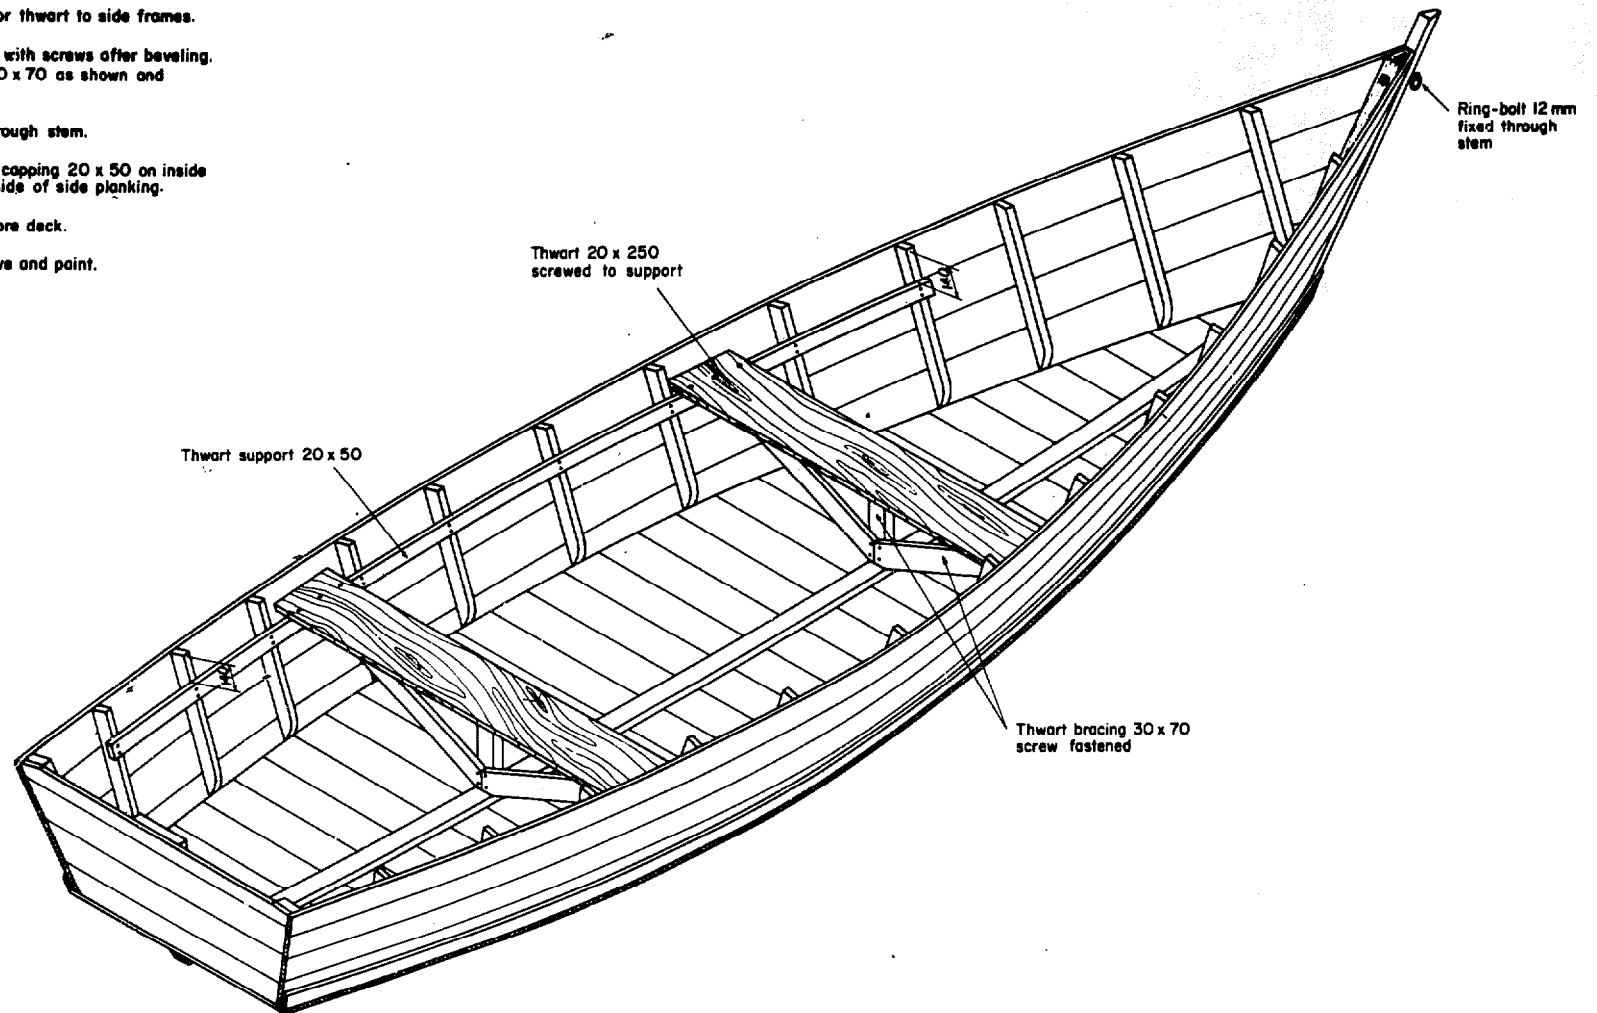 or thwart to side frames.
with screws after beveling.
0 x 70 as shown and
ough stem.
capping 20 x 50 on inside
ide of side planking.
ore deck.
ve and paint.
Ring-bolt 12 mm
fixed through
stem
Thwart 20 x 250
screwed to support
140
Thwart support 20 x 50
140
Thwart bracing 30 x 70
screw fastened